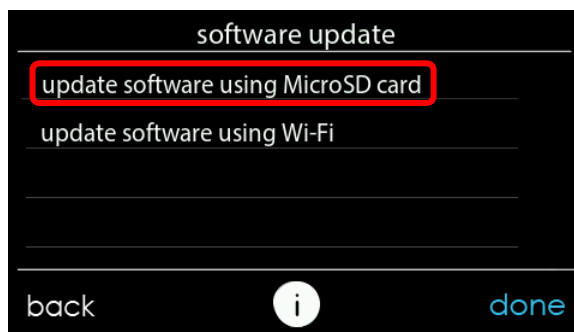 software update
update software using MicroSD card
update software using Wi-Fi
back i done